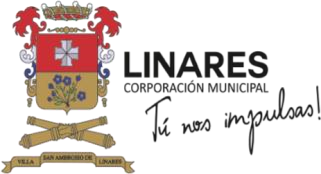 LINARES
CORPORACIÓN MUNICIPAL
Tú nos impulsas!
VILLA SAN AMBROSIO DE LINARES